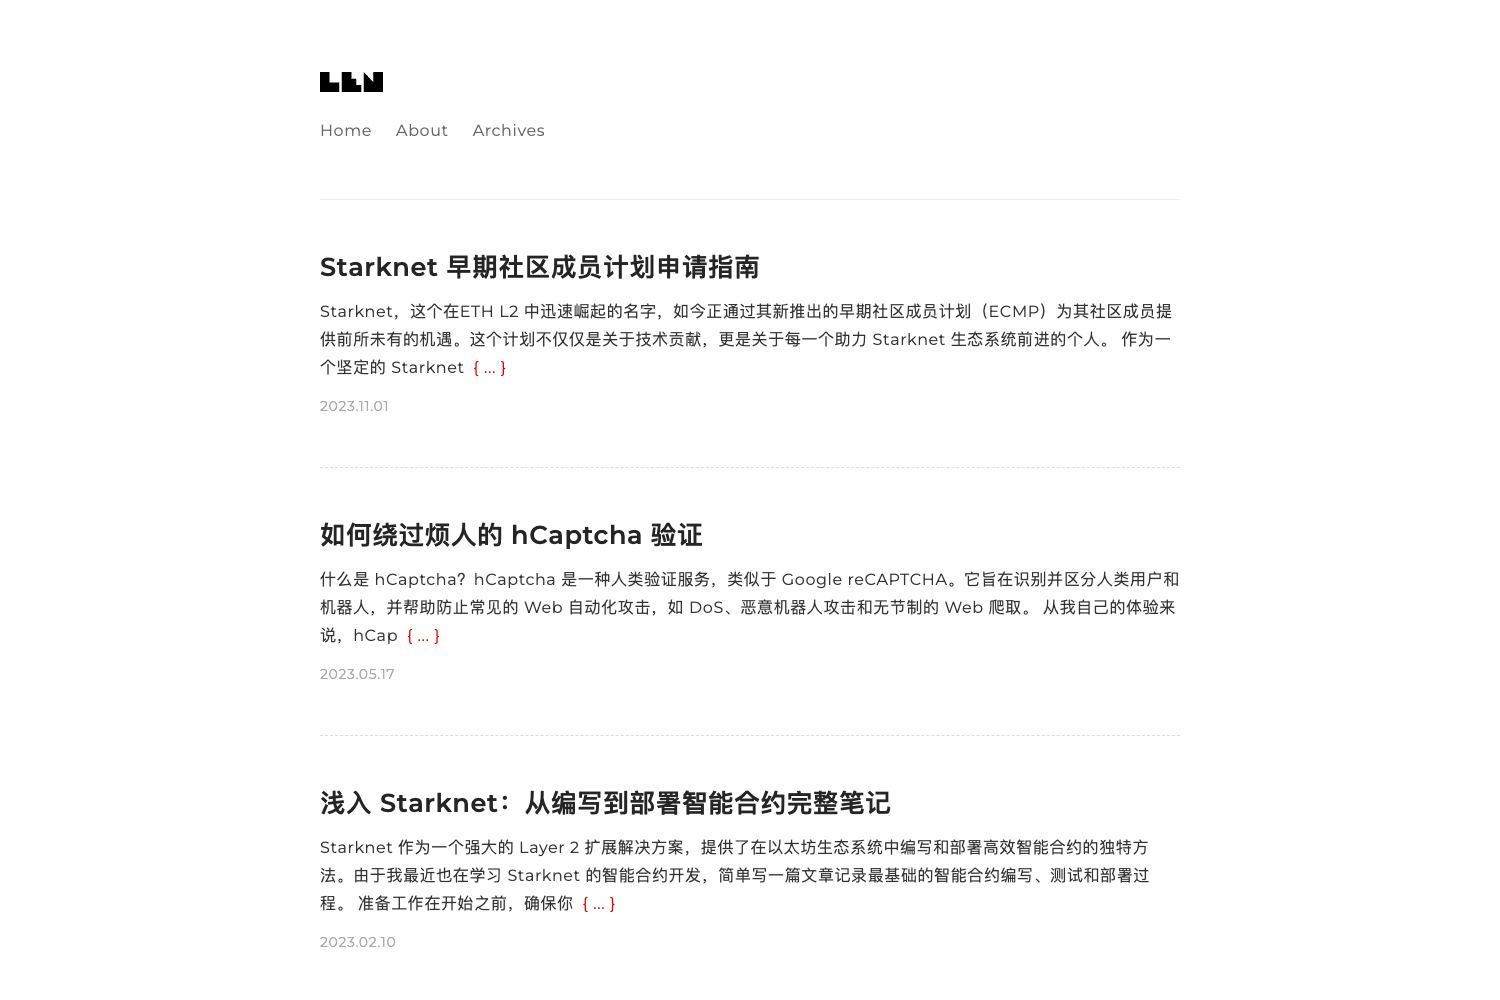 LEN
Home About Archives
Starknet 早期社区成员计划申请指南
Starknet，这个在ETH L2 中迅速崛起的名字，如今正通过其新推出的早期社区成员计划（ECMP）为其社区成员提
供前所未有的机遇。这个计划不仅仅是关于技术贡献，更是关于每一个助力 Starknet 生态系统前进的个人。 作为一
个坚定的 Starknet { ... }
2023.11.01
如何绕过烦人的 hCaptcha 验证
什么是 hCaptcha？hCaptcha 是一种人类验证服务，类似于 Google reCAPTCHA。它旨在识别并区分人类用户和
机器人，并帮助防止常见的 Web 自动化攻击，如 DoS、恶意机器人攻击和无节制的 Web 爬取。 从我自己的体验来
说，hCap { ... }
2023.05.17
浅入 Starknet：从编写到部署智能合约完整笔记
Starknet 作为一个强大的 Layer 2 扩展解决方案，提供了在以太坊生态系统中编写和部署高效智能合约的独特方
法。由于我最近也在学习 Starknet 的智能合约开发，简单写一篇文章记录最基础的智能合约编写、测试和部署过
程。 准备工作在开始之前，确保你 { ... }
2023.02.10